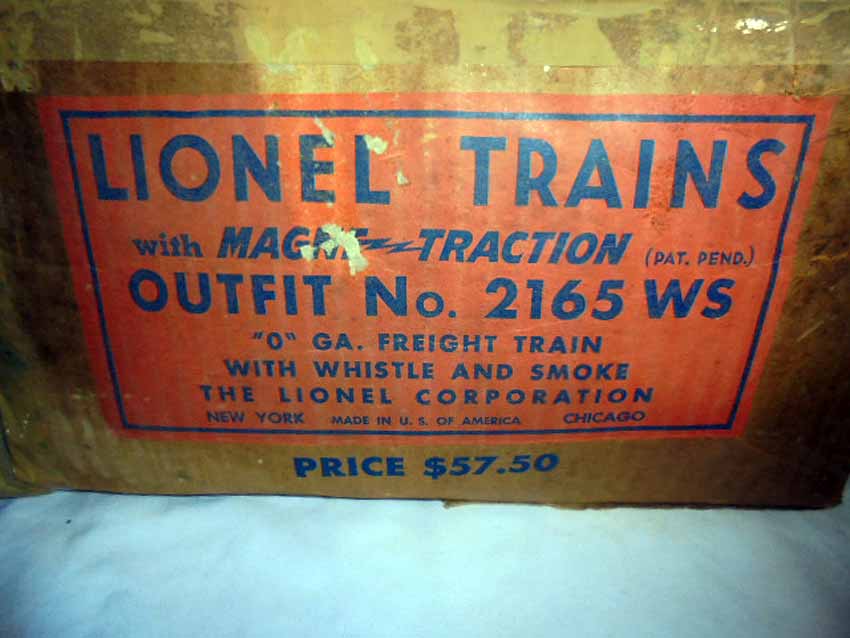 LIONEL TRAINS
with MAGNE-TRACTION (PAT. PEND.)
OUTFIT No. 2165 WS
"O" GA. FREIGHT TRAIN
WITH WHISTLE AND SMOKE
THE LIONEL CORPORATION
NEW YORK MADE IN U. S. OF AMERICA CHICAGO
PRICE $57.50